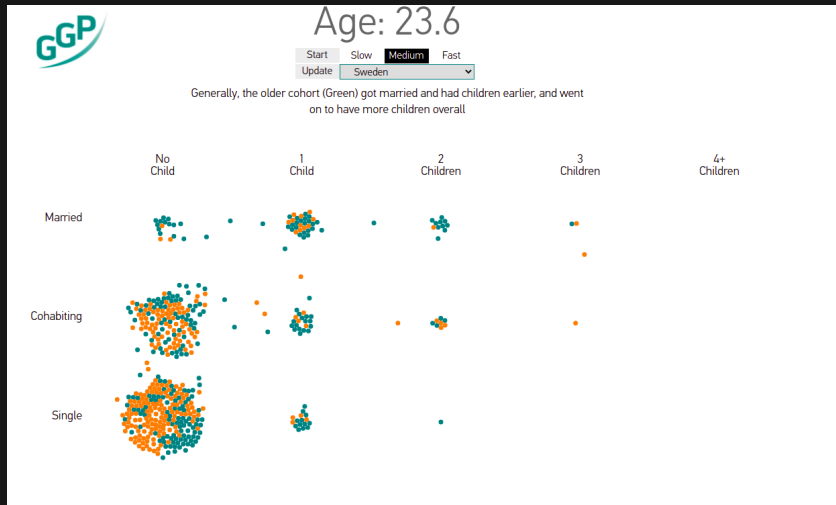 GGP
Age: 23.6
Start Slow Medium Fast
Update Sweden
Generally, the older cohort (Green) got married and had children earlier, and went
on to have more children overall
No 1 2 3 4+
Child Child Children Children Children
Married
Cohabiting
Single